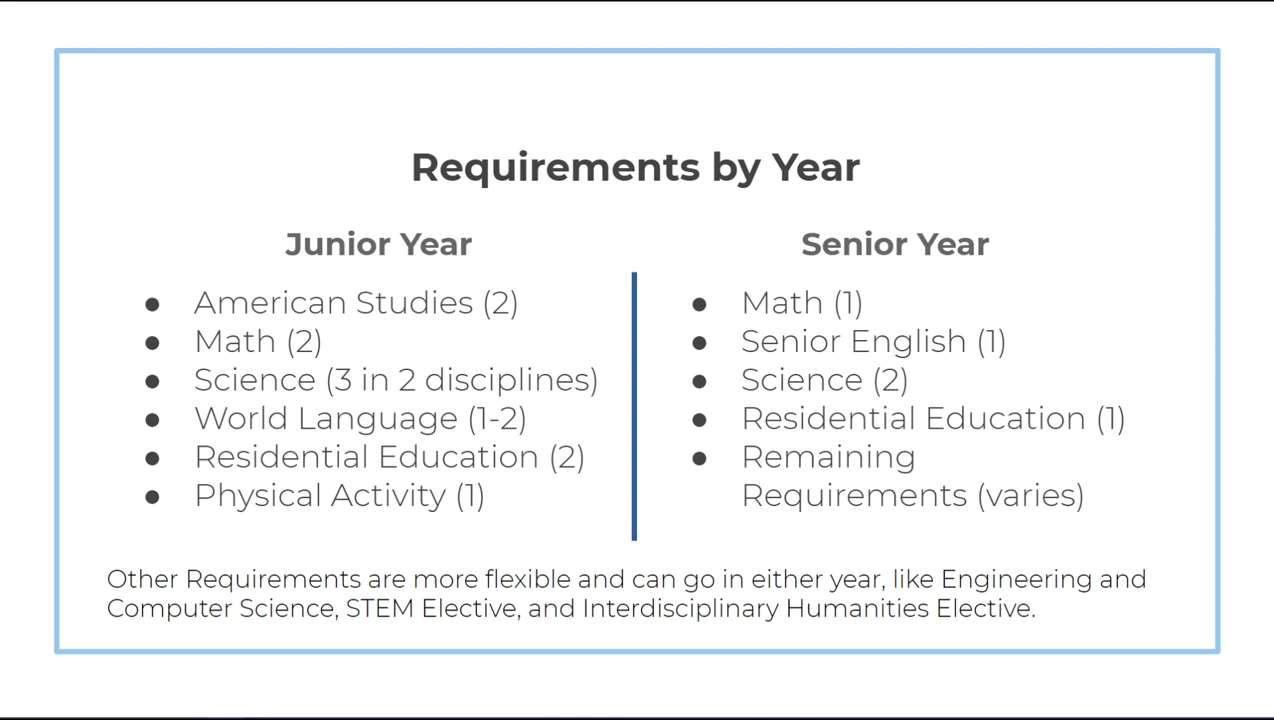 Requirements by Year
Junior Year
● American Studies (2)
● Math (2)
● Science (3 in 2 disciplines)
● World Language (1-2)
● Residential Education (2)
● Physical Activity (1)
Senior Year
● Math (1)
● Senior English (1)
● Science (2)
● Residential Education (1)
● Remaining
Requirements (varies)
Other Requirements are more flexible and can go in either year, like Engineering and
Computer Science, STEM Elective, and Interdisciplinary Humanities Elective.